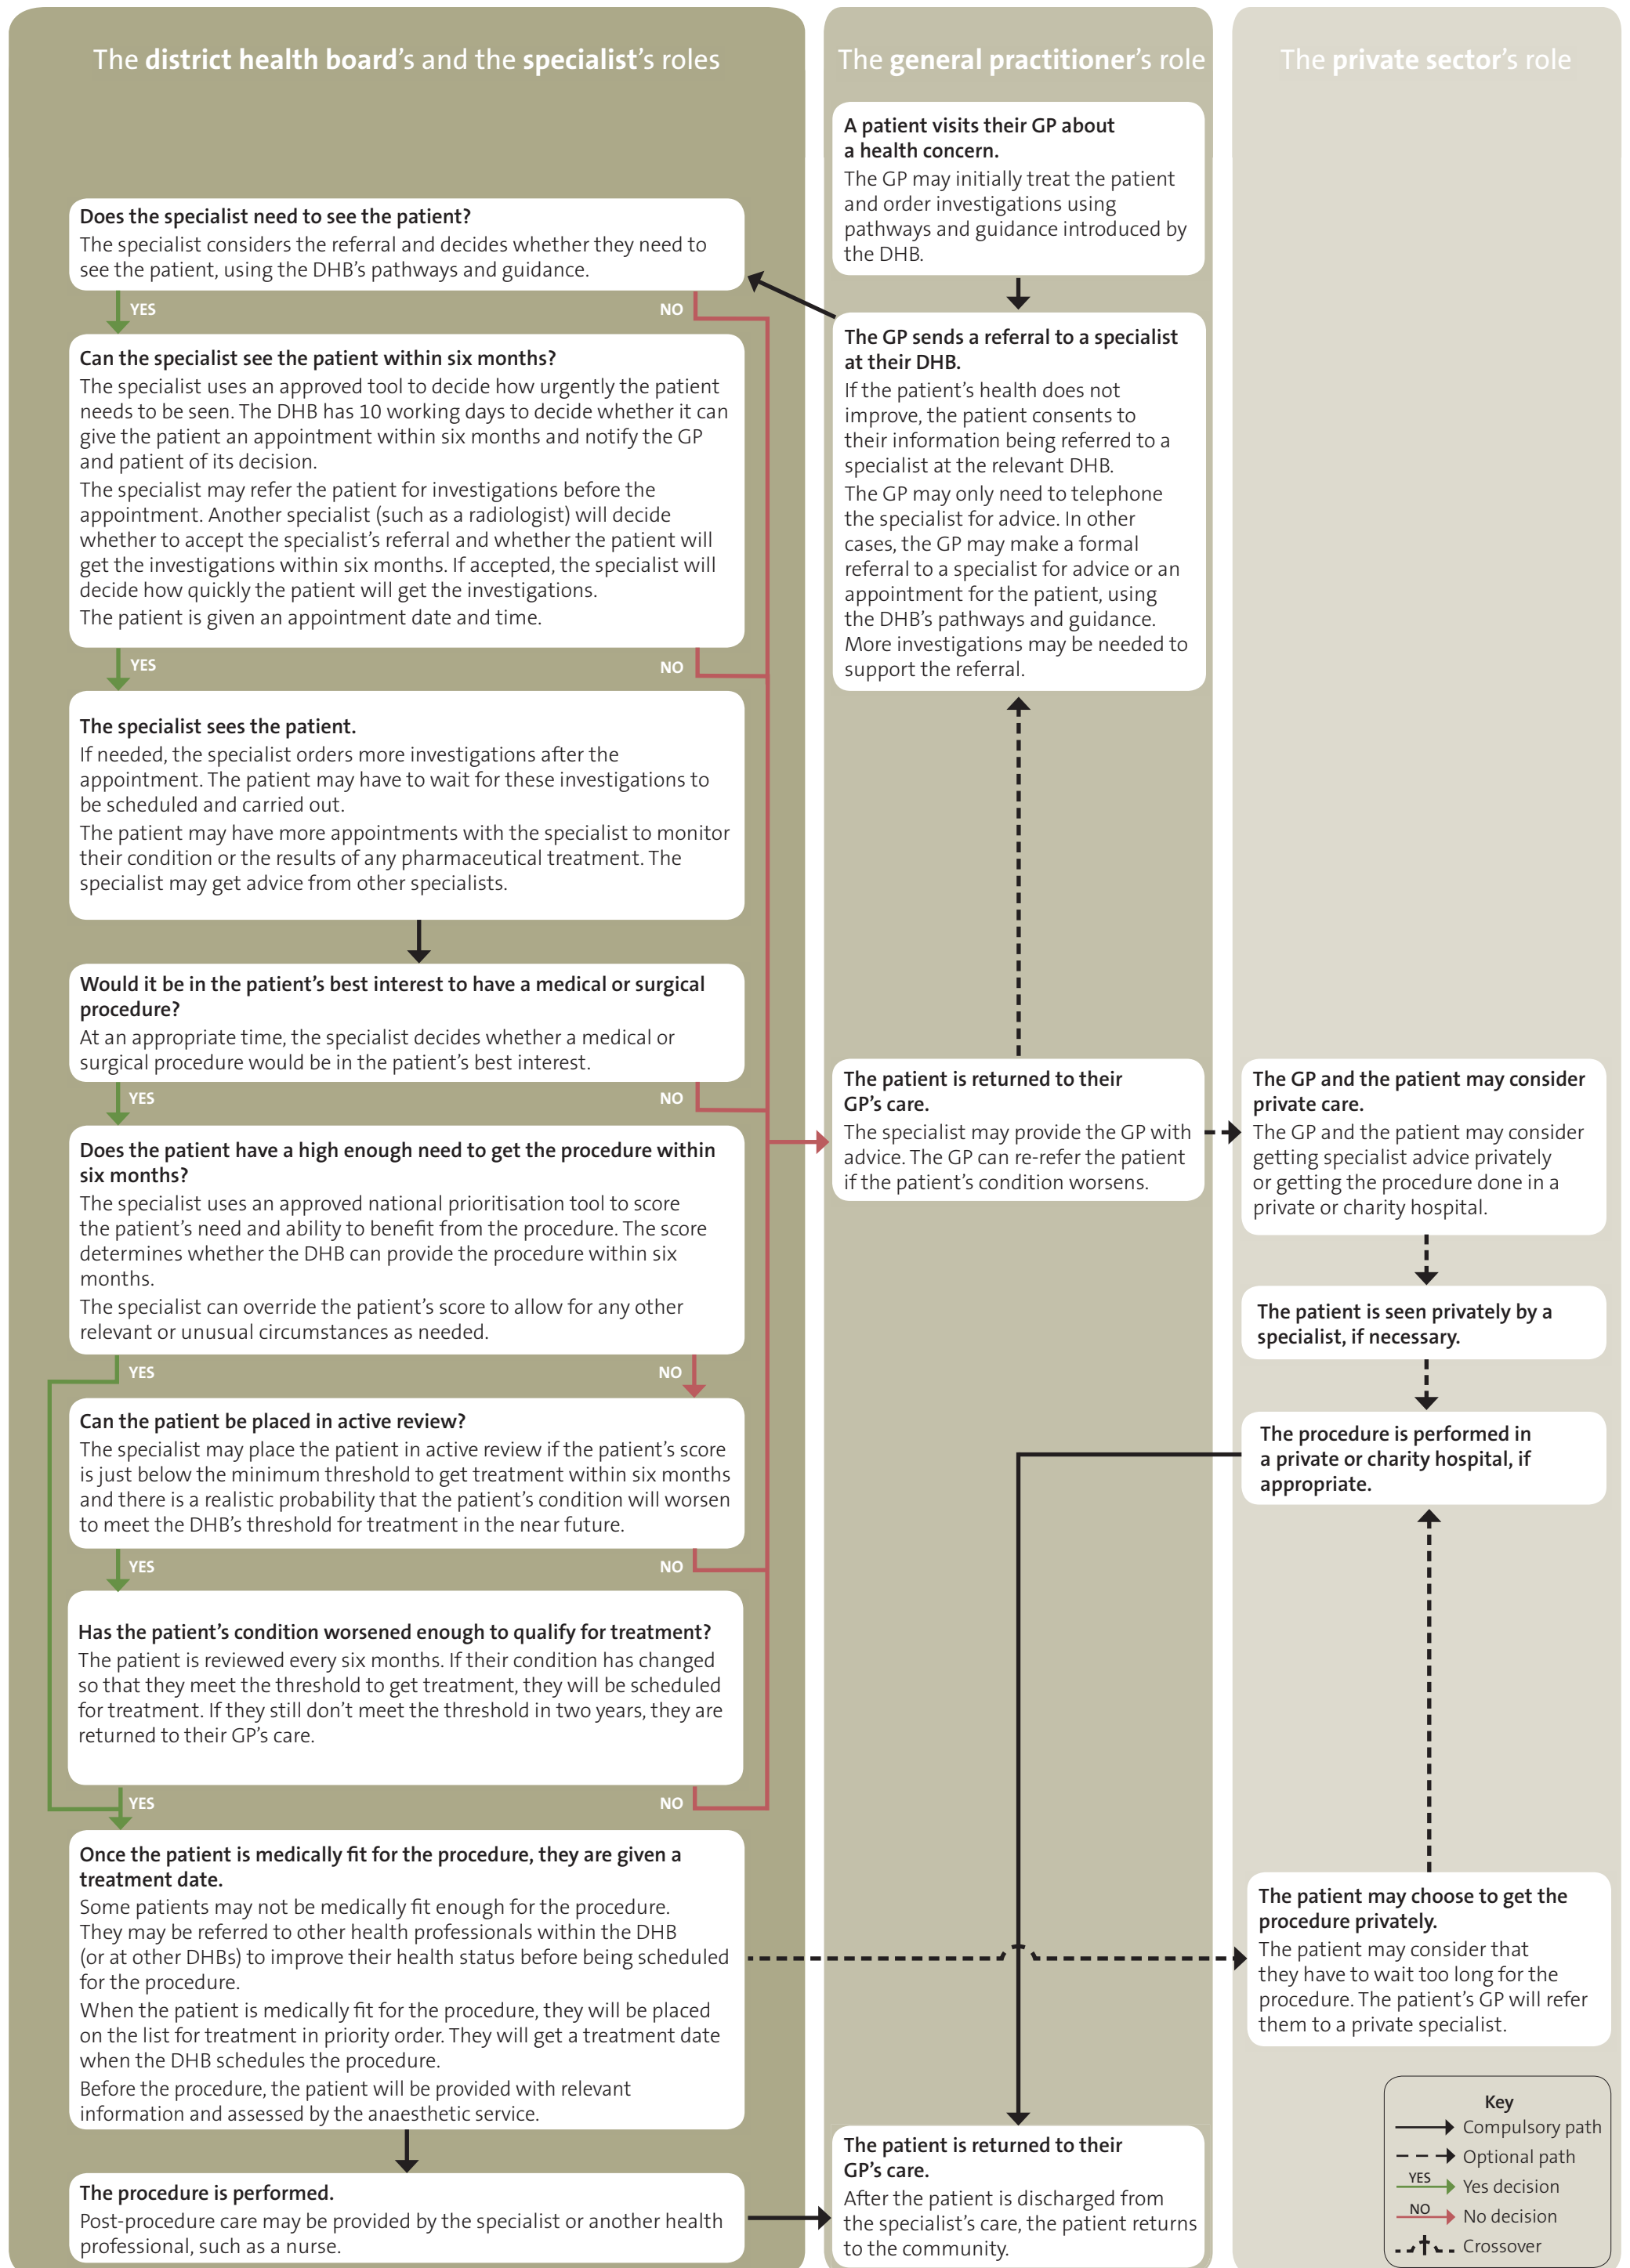 The district health board’s and the specialist’s roles
Does the specialist need to see the patient?
The specialist considers the referral and decides whether they need to
see the patient, using the DHB’s pathways and guidance.
YES
NO
Can the specialist see the patient within six months?
The specialist uses an approved tool to decide how urgently the patient
needs to be seen. The DHB has 10 working days to decide whether it can
give the patient an appointment within six months and notify the GP
and patient of its decision.
The specialist may refer the patient for investigations before the
appointment. Another specialist (such as a radiologist) will decide
whether to accept the specialist’s referral and whether the patient will
get the investigations within six months. If accepted, the specialist will
decide how quickly the patient will get the investigations.
The patient is given an appointment date and time.
YES
NO
The specialist sees the patient.
If needed, the specialist orders more investigations after the
appointment. The patient may have to wait for these investigations to
be scheduled and carried out.
The patient may have more appointments with the specialist to monitor
their condition or the results of any pharmaceutical treatment. The
specialist may get advice from other specialists.
Would it be in the patient’s best interest to have a medical or surgical
procedure?
At an appropriate time, the specialist decides whether a medical or
surgical procedure would be in the patient’s best interest.
YES
NO
Does the patient have a high enough need to get the procedure within
six months?
The specialist uses an approved national prioritisation tool to score
the patient’s need and ability to benefit from the procedure. The score
determines whether the DHB can provide the procedure within six
months.
The specialist can override the patient’s score to allow for any other
relevant or unusual circumstances as needed.
YES
NO
Can the patient be placed in active review?
The specialist may place the patient in active review if the patient’s score
is just below the minimum threshold to get treatment within six months
and there is a realistic probability that the patient’s condition will worsen
to meet the DHB’s threshold for treatment in the near future.
YES
NO
Has the patient’s condition worsened enough to qualify for treatment?
The patient is reviewed every six months. If their condition has changed
so that they meet the threshold to get treatment, they will be scheduled
for treatment. If they still don’t meet the threshold in two years, they are
returned to their GP’s care.
YES
NO
Once the patient is medically fit for the procedure, they are given a
treatment date.
Some patients may not be medically fit enough for the procedure.
They may be referred to other health professionals within the DHB
(or at other DHBs) to improve their health status before being scheduled
for the procedure.
When the patient is medically fit for the procedure, they will be placed
on the list for treatment in priority order. They will get a treatment date
when the DHB schedules the procedure.
Before the procedure, the patient will be provided with relevant
information and assessed by the anaesthetic service.
The procedure is performed.
Post-procedure care may be provided by the specialist or another health
professional, such as a nurse.
The general practitioner’s role
A patient visits their GP about
a health concern.
The GP may initially treat the patient
and order investigations using
pathways and guidance introduced by
the DHB.
The GP sends a referral to a specialist
at their DHB.
If the patient’s health does not
improve, the patient consents to
their information being referred to a
specialist at the relevant DHB.
The GP may only need to telephone
the specialist for advice. In other
cases, the GP may make a formal
referral to a specialist for advice or an
appointment for the patient, using
the DHB’s pathways and guidance.
More investigations may be needed to
support the referral.
The patient is returned to their
GP’s care.
The specialist may provide the GP with
advice. The GP can re-refer the patient
if the patient’s condition worsens.
The patient is returned to their
GP’s care.
After the patient is discharged from
the specialist’s care, the patient returns
to the community.
The private sector’s role
The GP and the patient may consider
private care.
The GP and the patient may consider
getting specialist advice privately
or getting the procedure done in a
private or charity hospital.
The patient is seen privately by a
specialist, if necessary.
The procedure is performed in
a private or charity hospital, if
appropriate.
The patient may choose to get the
procedure privately.
The patient may consider that
they have to wait too long for the
procedure. The patient’s GP will refer
them to a private specialist.
Key
Compulsory path
Optional path
YES Yes decision
NO No decision
Crossover